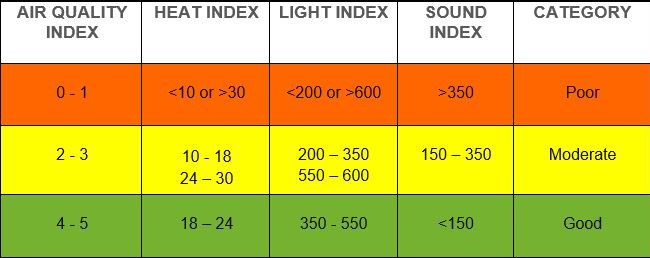 AIR QUALITY INDEX HEAT INDEX LIGHT INDEX SOUND INDEX CATEGORY
0 - 1 <10 or >30 <200 or >600 >350 Poor
2 - 3 10 - 18 200 – 350 150 – 350 Moderate
24 – 30 550 – 600
4 - 5 18 – 24 350 - 550 <150 Good